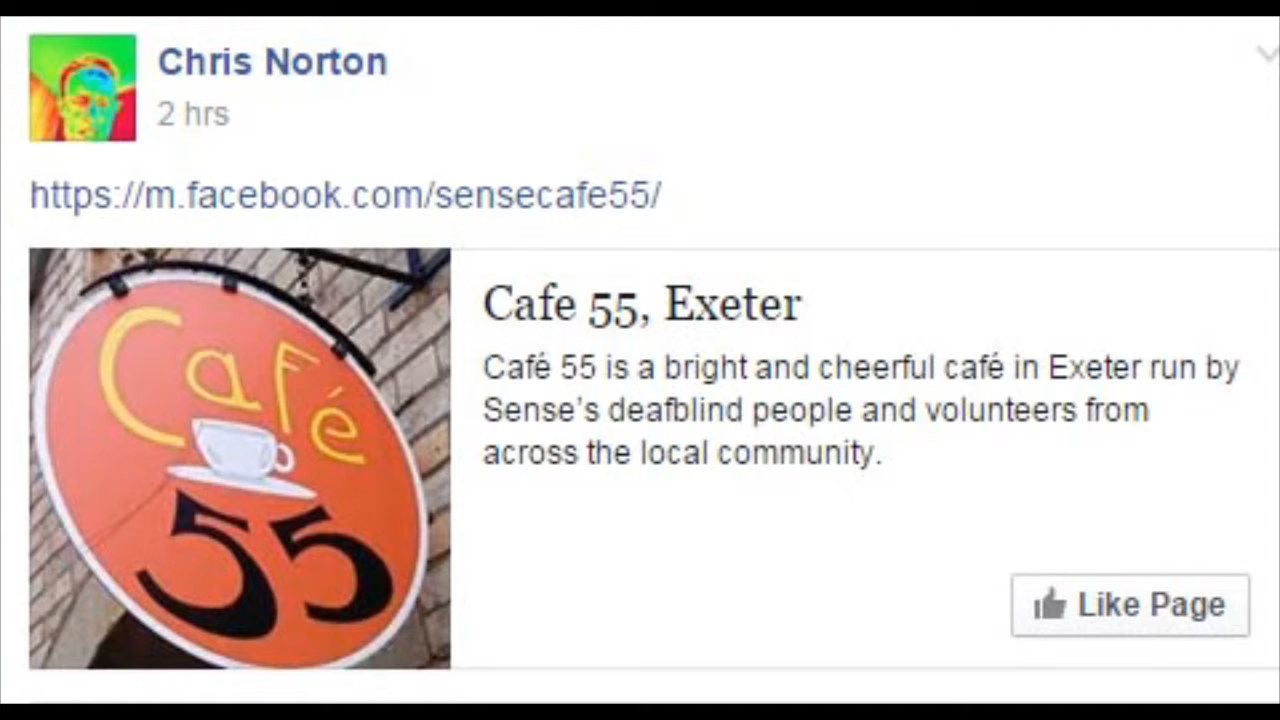 Chris Norton
2 hrs
https://m.facebook.com/sensecafe55/
Café
55
Cafe 55, Exeter
Café 55 is a bright and cheerful café in Exeter run by
Sense's deafblind people and volunteers from
across the local community.
Like Page